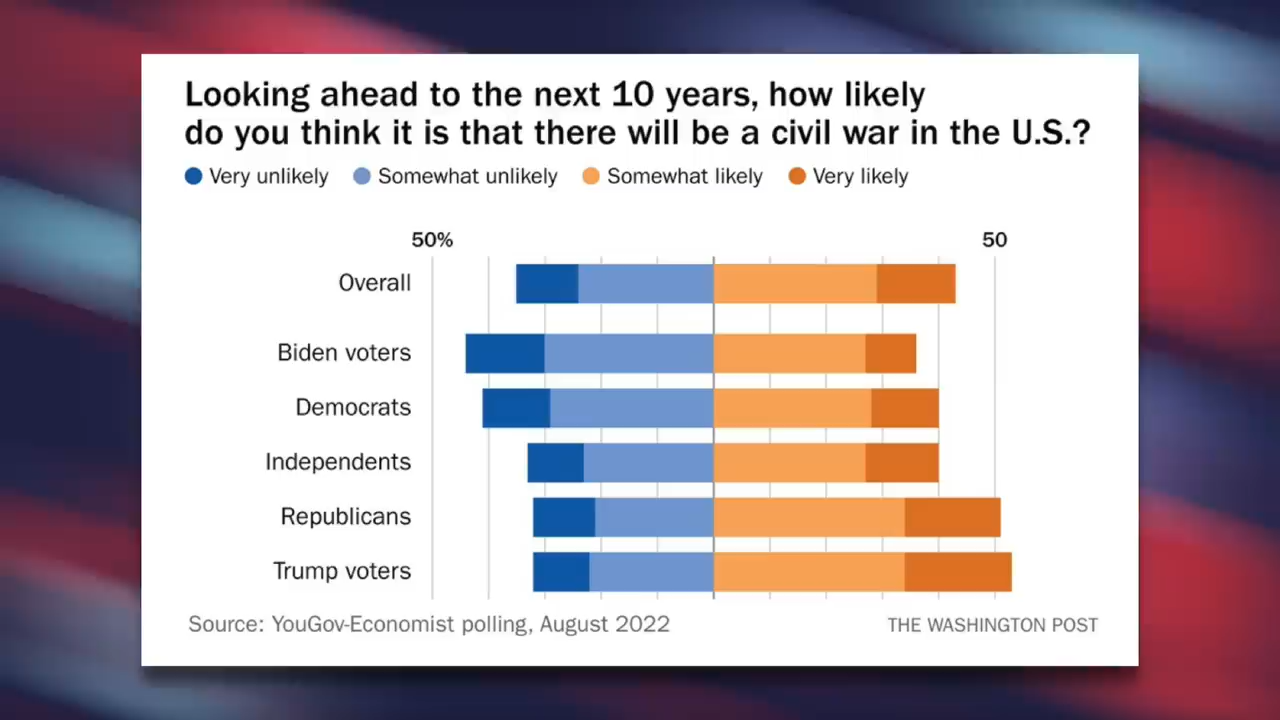 Looking ahead to the next 10 years, how likely
do you think it is that there will be a civil war in the U.S.?
Very unlikely Somewhat unlikely Somewhat likely Very likely
50% 50
Overall
Biden voters
Democrats
Independents
Republicans
Trump voters
Source: YouGov-Economist polling, August 2022 THE WASHINGTON POST